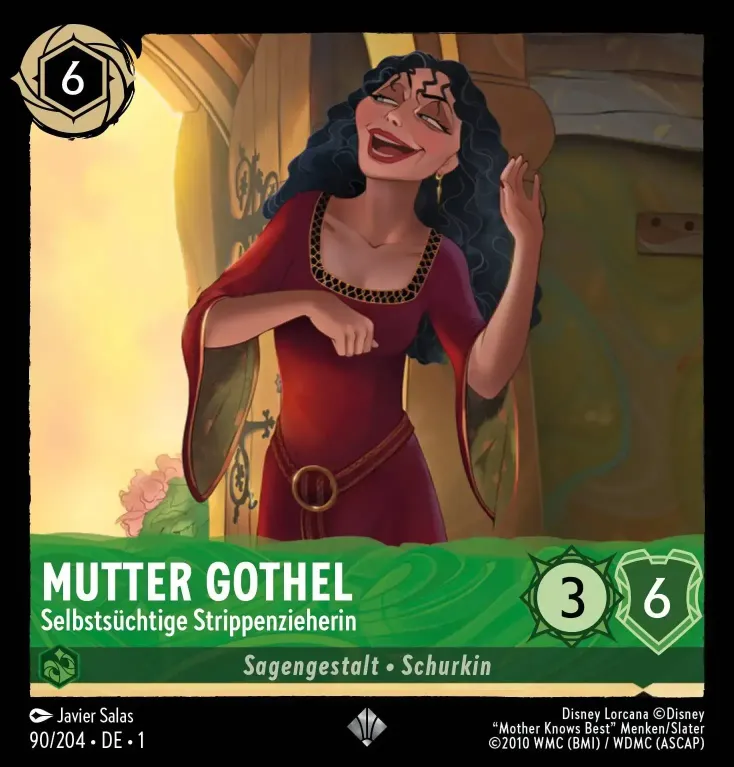 6
MUTTER GOTHEL
Selbstsüchtige Strippenzieherin
3
6
Sagengestalt • Schurkin
Javier Salas
90/204 • DE • 1
Disney Lorcana ©Disney
“Mother Knows Best” Menken/Slater
©2010 WMC (BMI) / WDMC (ASCAP)